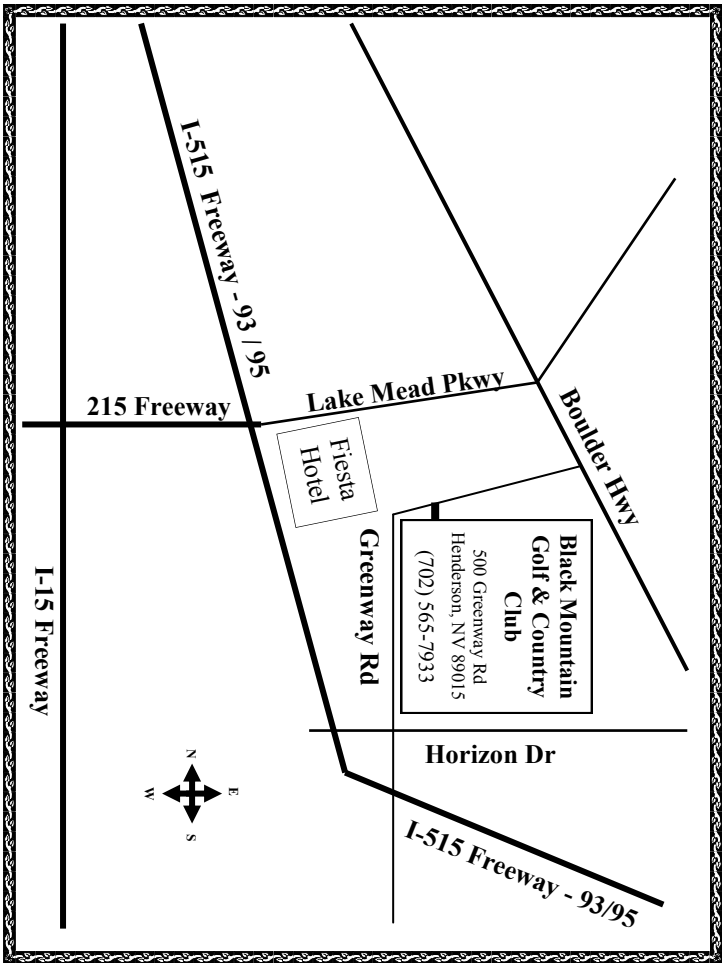 I-515 Freeway - 93 / 95
215 Freeway
Lake Mead Pkwy
Boulder Hwy
Fiesta
Hotel
Greenway Rd
Black Mountain
Golf & Country
Club
500 Greenway Rd
Henderson, NV 89015
(702) 565-7933
I-15 Freeway
Horizon Dr
N
W
E
S
I-515 Freeway - 93/95